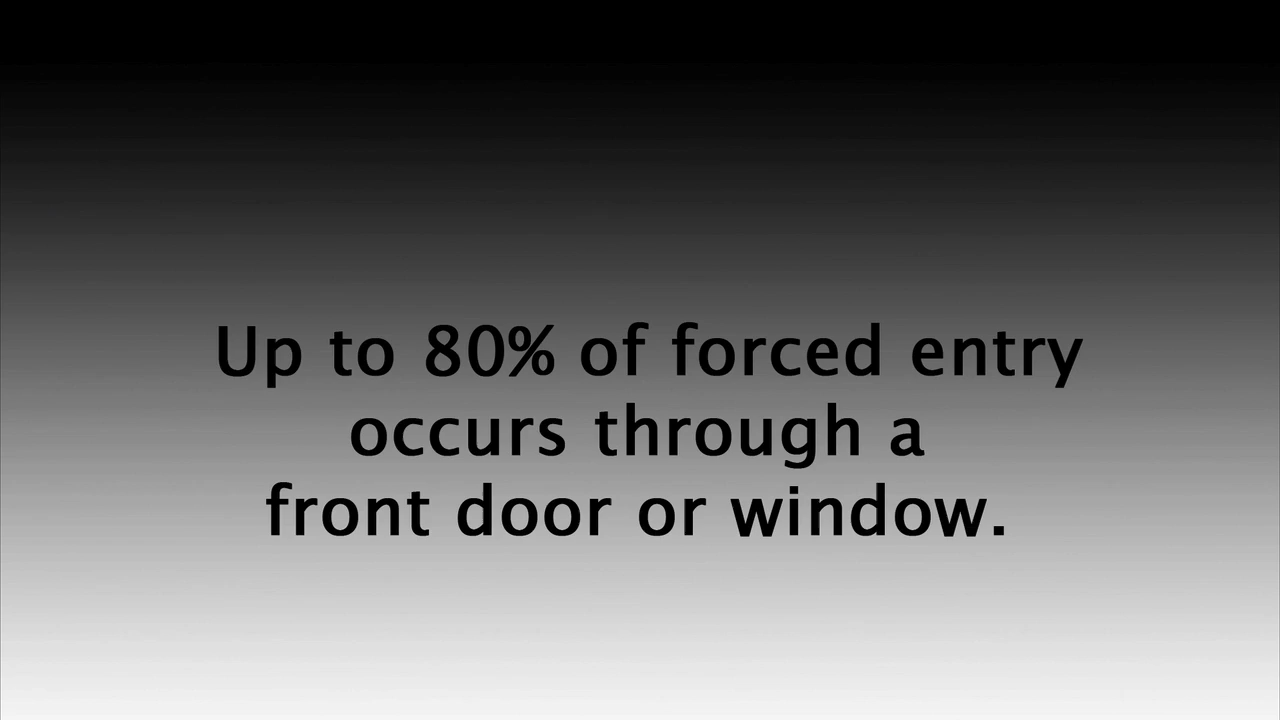 Up to 80% of forced entry
occurs through a
front door or window.